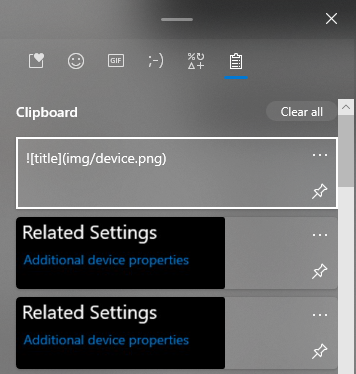 GIF
;-)
Clipboard
Clear all
![title](img/device.png)
Related Settings
Additional device properties
Related Settings
Additional device properties